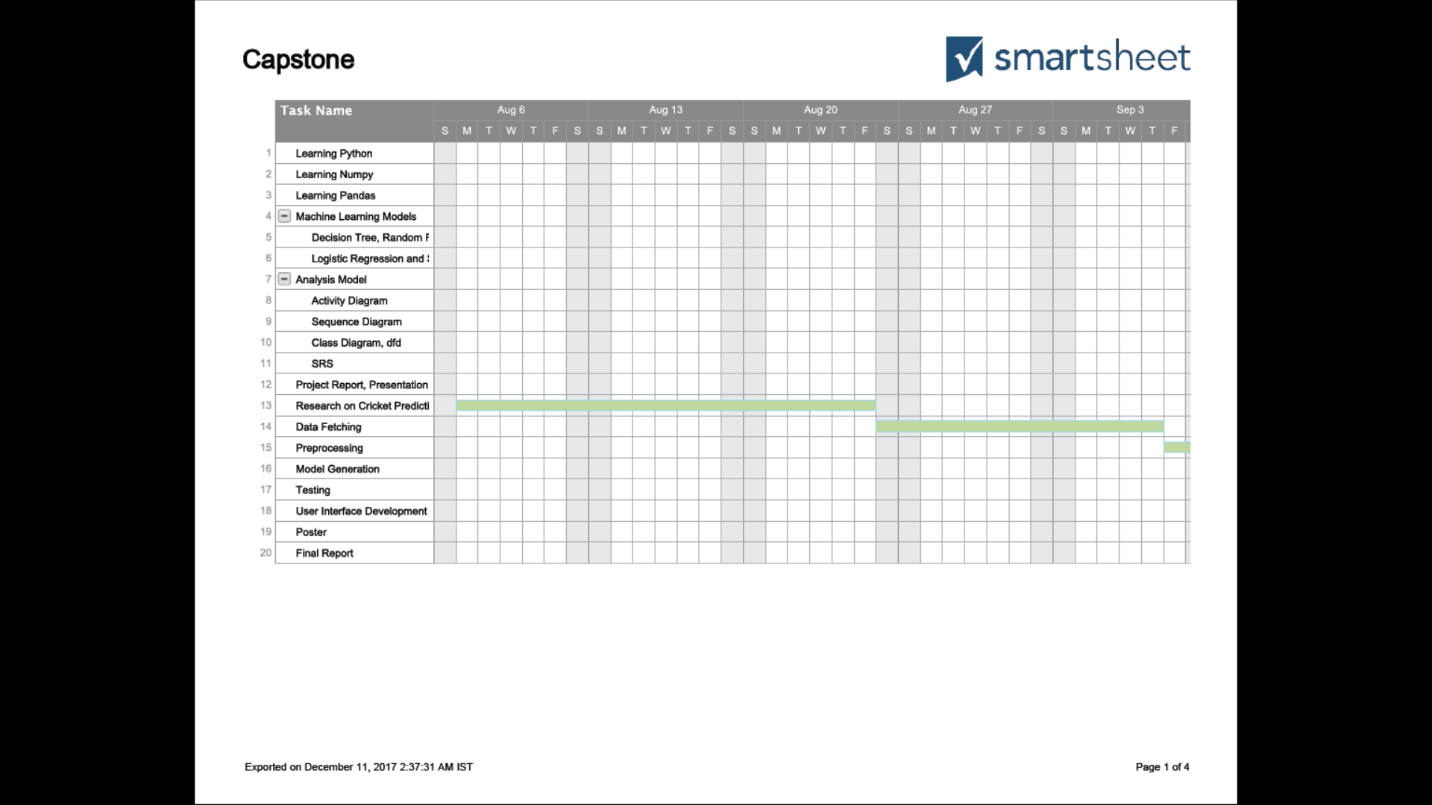 Capstone
smartsheet
Task Name Aug 6 Aug 13 Aug 20 Aug 27 Sep 3
S M T W T F S S M T W T F S S M T W T F S S M T W T F S S M T W T F
1 Learning Python
2 Learning Numpy
3 Learning Pandas
4 Machine Learning Models
5 Decision Tree, Random
6 Logistic Regression and
7 Analysis Model
8 Activity Diagram
9 Sequence Diagram
10 Class Diagram, dfd
11 SRS
12 Project Report, Presentation
13 Research on Cricket Predicti
14 Data Fetching
15 Preprocessing
16 Model Generation
17 Testing
18 User Interface Development
19 Poster
20 Final Report
Exported on December 11, 2017 2:37:31 AM IST
Page 1 of 4